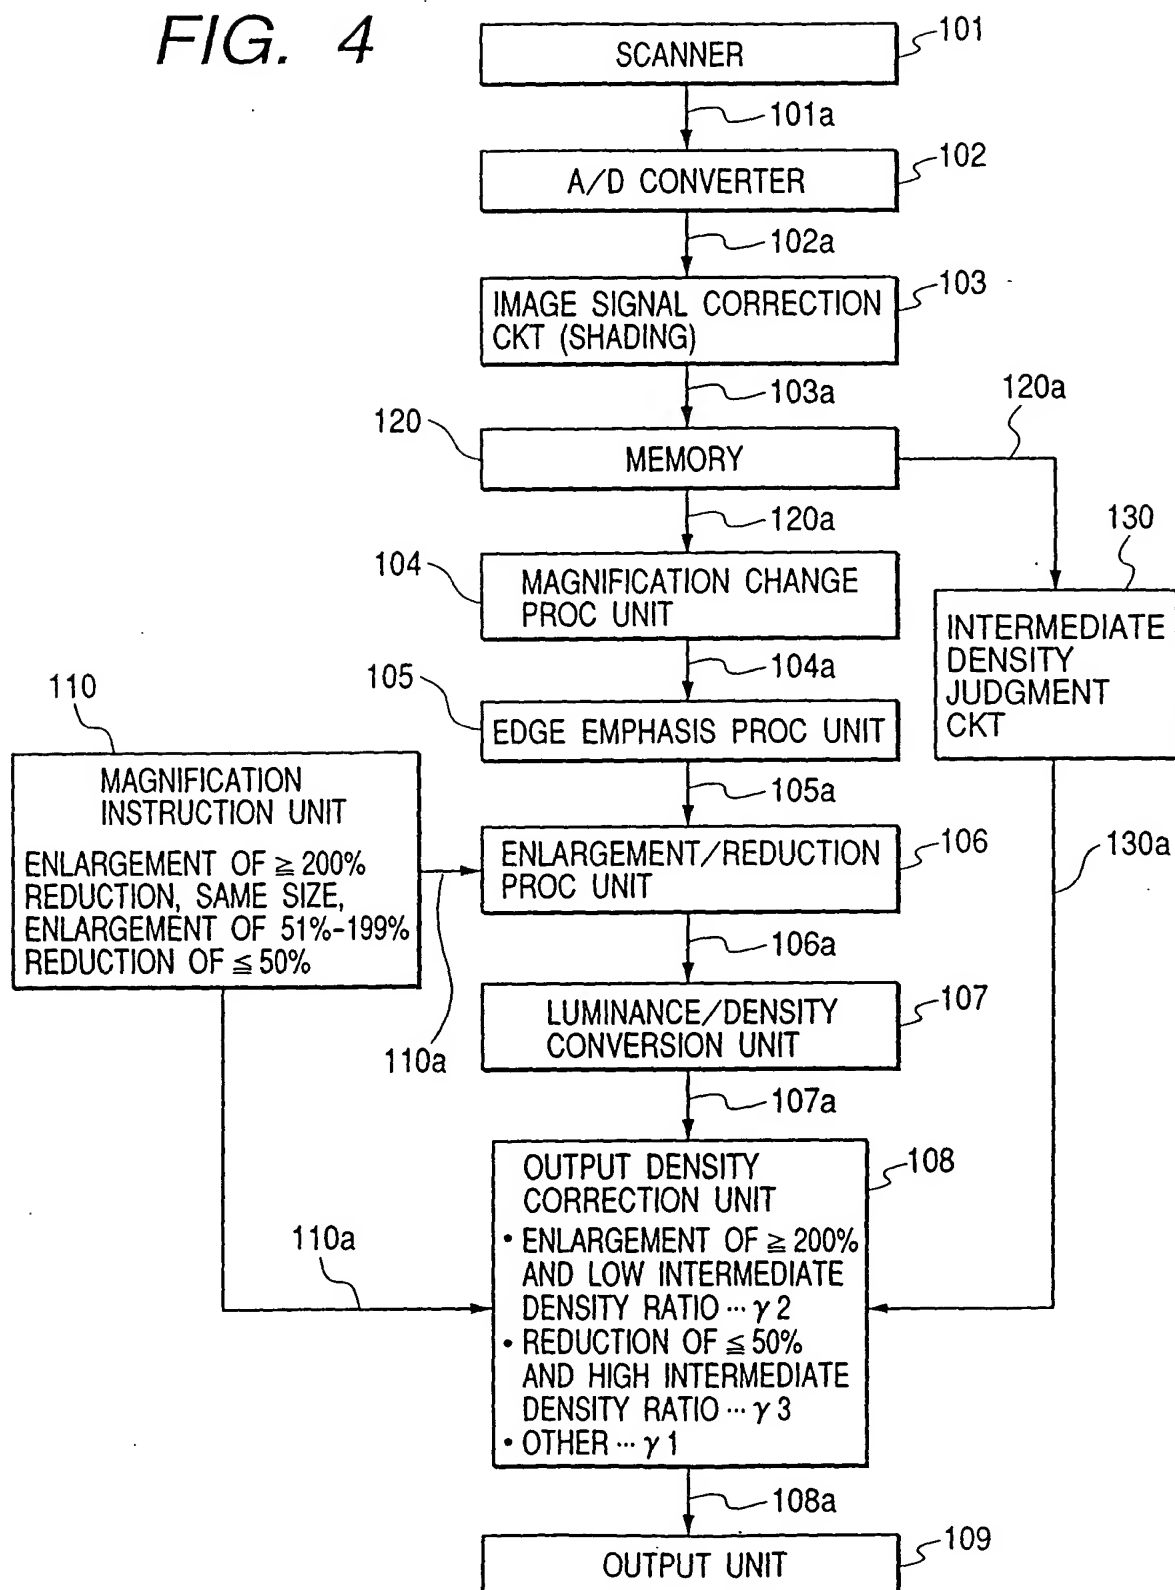 FIG. 4
SCANNER
101
101a
A/D CONVERTER
102
102a
IMAGE SIGNAL CORRECTION
CKT (SHADING)
103
103a
120a
120
MEMORY
120a
130
104
MAGNIFICATION CHANGE
PROC UNIT
104a
INTERMEDIATE
DENSITY
JUDGMENT
CKT
105
EDGE EMPHASIS PROC UNIT
105a
110
MAGNIFICATION
INSTRUCTION UNIT
ENLARGEMENT OF ≧ 200%
REDUCTION, SAME SIZE,
ENLARGEMENT OF 51%-199%
REDUCTION OF ≦ 50%
110a
ENLARGEMENT/REDUCTION
PROC UNIT
106
130a
106a
LUMINANCE/DENSITY
CONVERSION UNIT
107
107a
110a
OUTPUT DENSITY
CORRECTION UNIT
• ENLARGEMENT OF ≧ 200%
AND LOW INTERMEDIATE
DENSITY RATIO ··· γ 2
• REDUCTION OF ≦ 50%
AND HIGH INTERMEDIATE
DENSITY RATIO ··· γ 3
• OTHER ··· γ 1
108
108a
OUTPUT UNIT
109